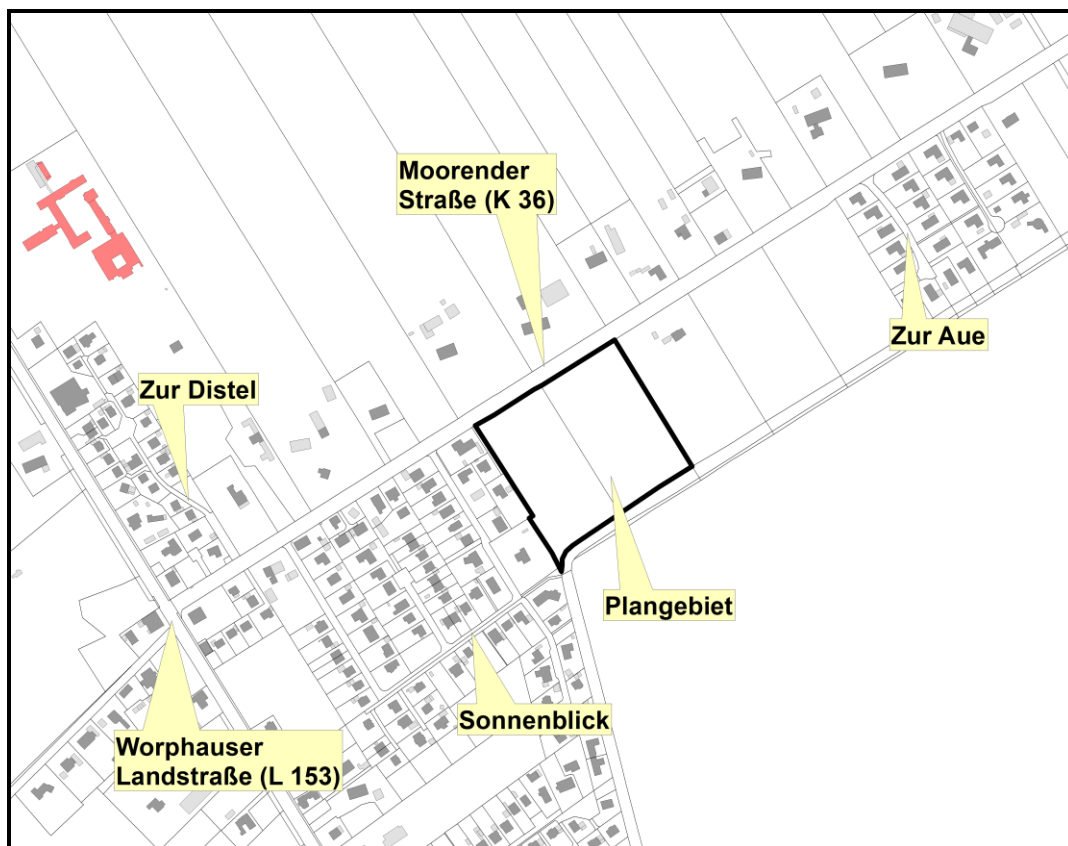 Moorender
Straße (K 36)
Zur Aue
Zur Distel
Plangebiet
Sonnenblick
Worphauser
Landstraße (L 153)